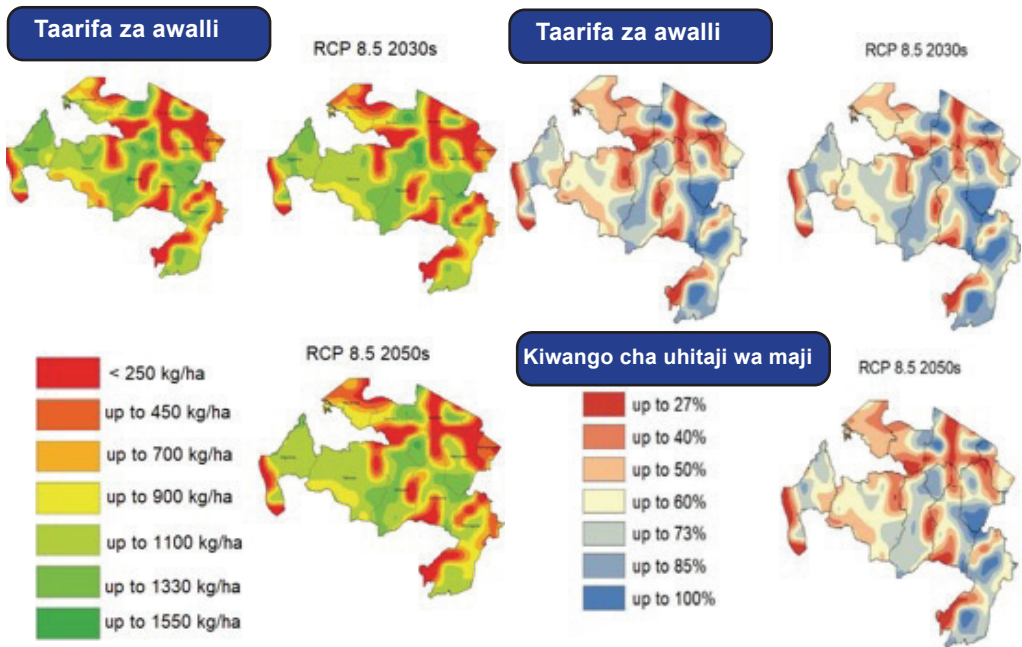 Taarifa za awalli
RCP 8.5 2030s
Taarifa za awalli
RCP 8.5 2030s
RCP 8.5 2050s
< 250 kg/ha
up to 450 kg/ha
up to 700 kg/ha
up to 900 kg/ha
up to 1100 kg/ha
up to 1330 kg/ha
up to 1550 kg/ha
Kiwango cha uhitaji wa maji
RCP 8.5 2050s
up to 27%
up to 40%
up to 50%
up to 60%
up to 73%
up to 85%
up to 100%